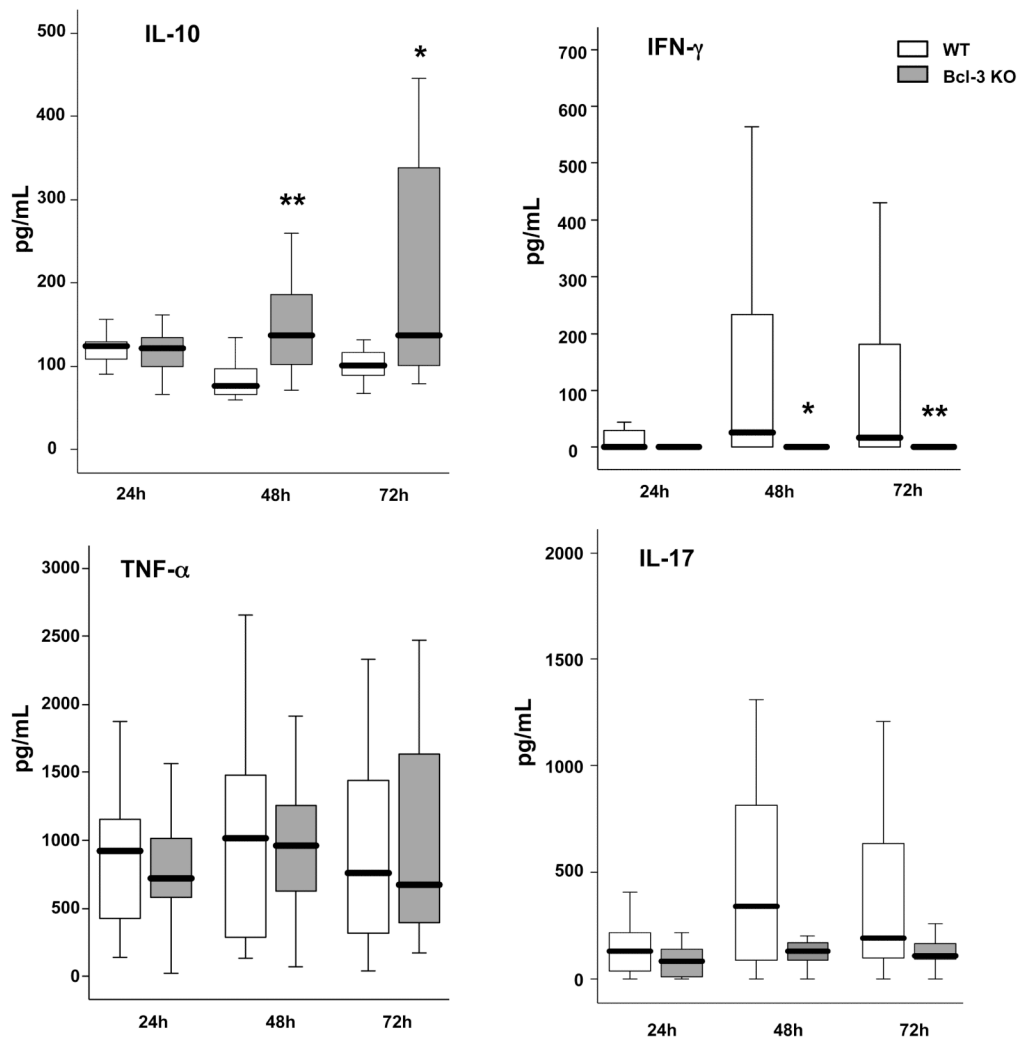 IL-10
pg/mL
500
400
300
200
100
0
**
*
24h
48h
72h
IFN-γ
WT
Bcl-3 KO
pg/mL
700
600
500
400
300
200
100
0
*
**
24h
48h
72h
TNF-α
pg/mL
3000
2500
2000
1500
1000
500
0
24h
48h
72h
IL-17
pg/mL
2000
1500
1000
500
0
24h
48h
72h